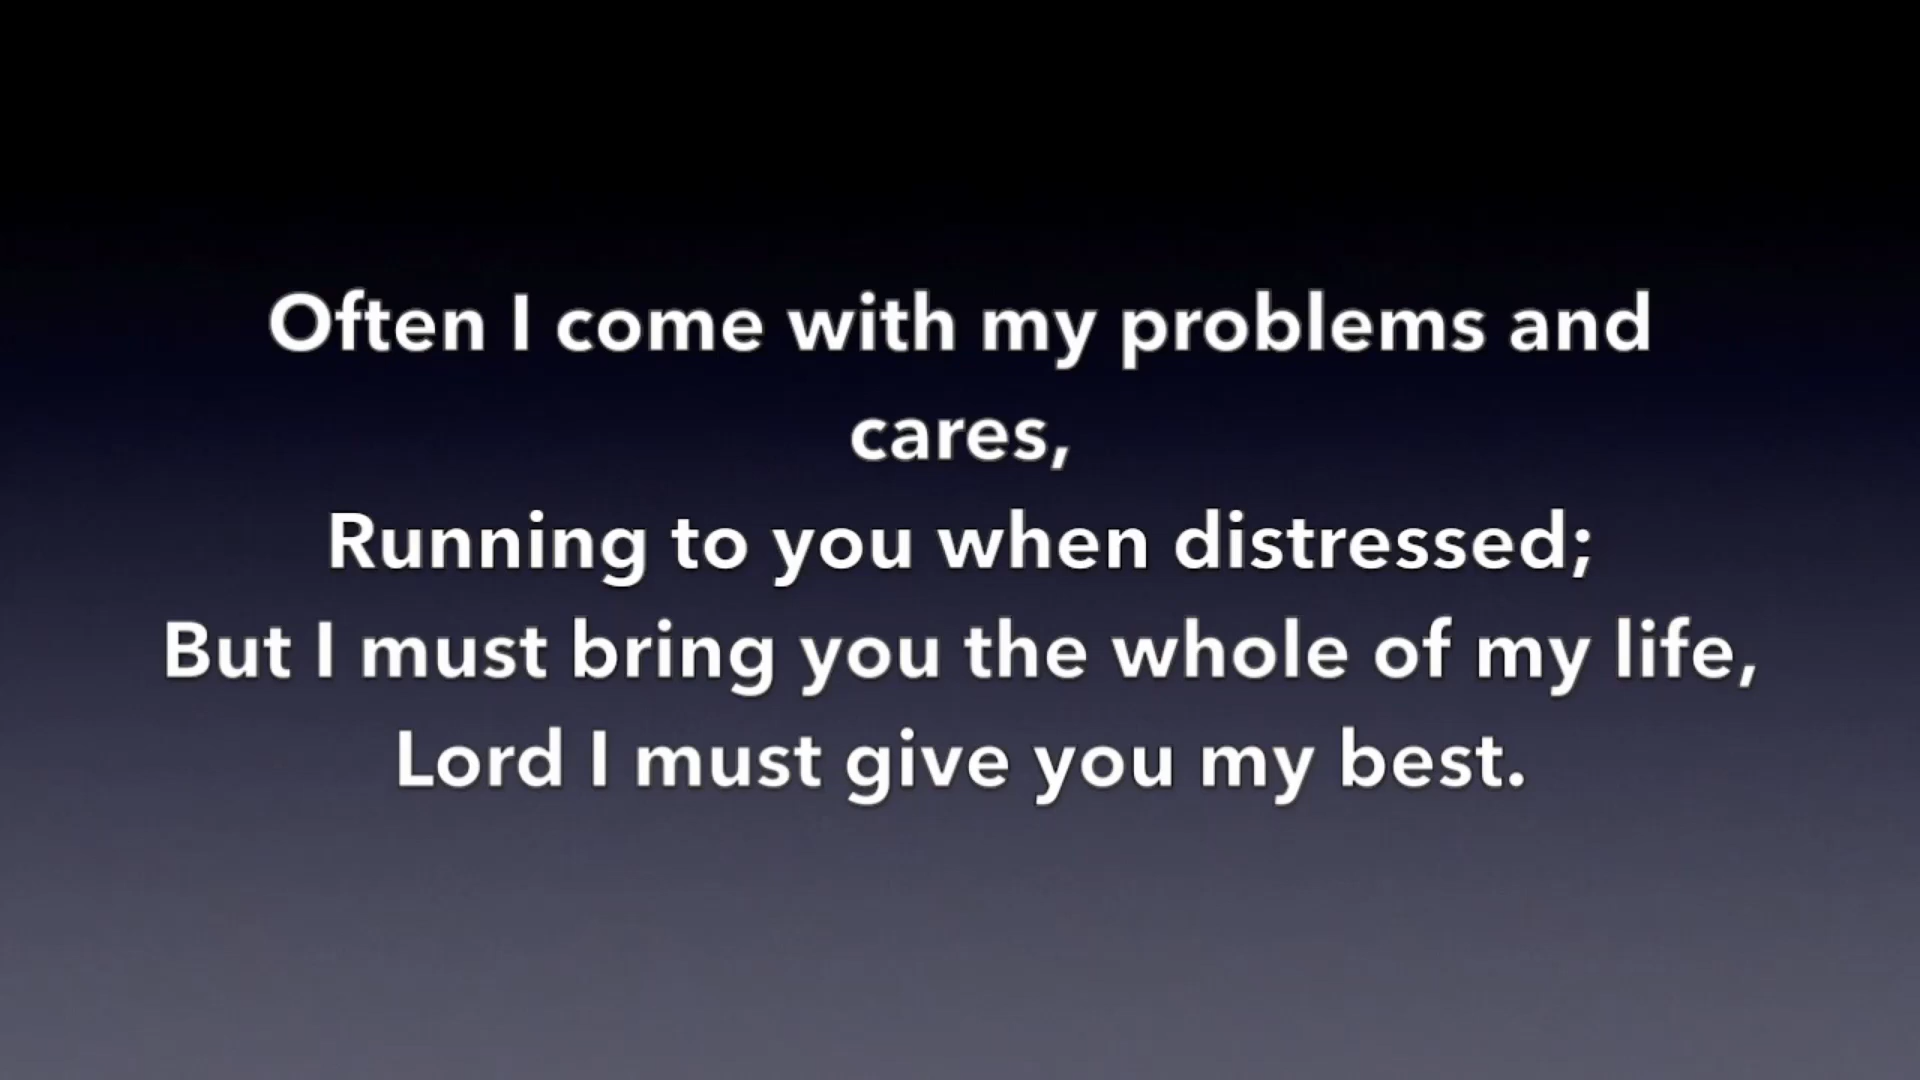 Often I come with my problems and
cares,
Running to you when distressed;
But I must bring you the whole of my life,
Lord I must give you my best.